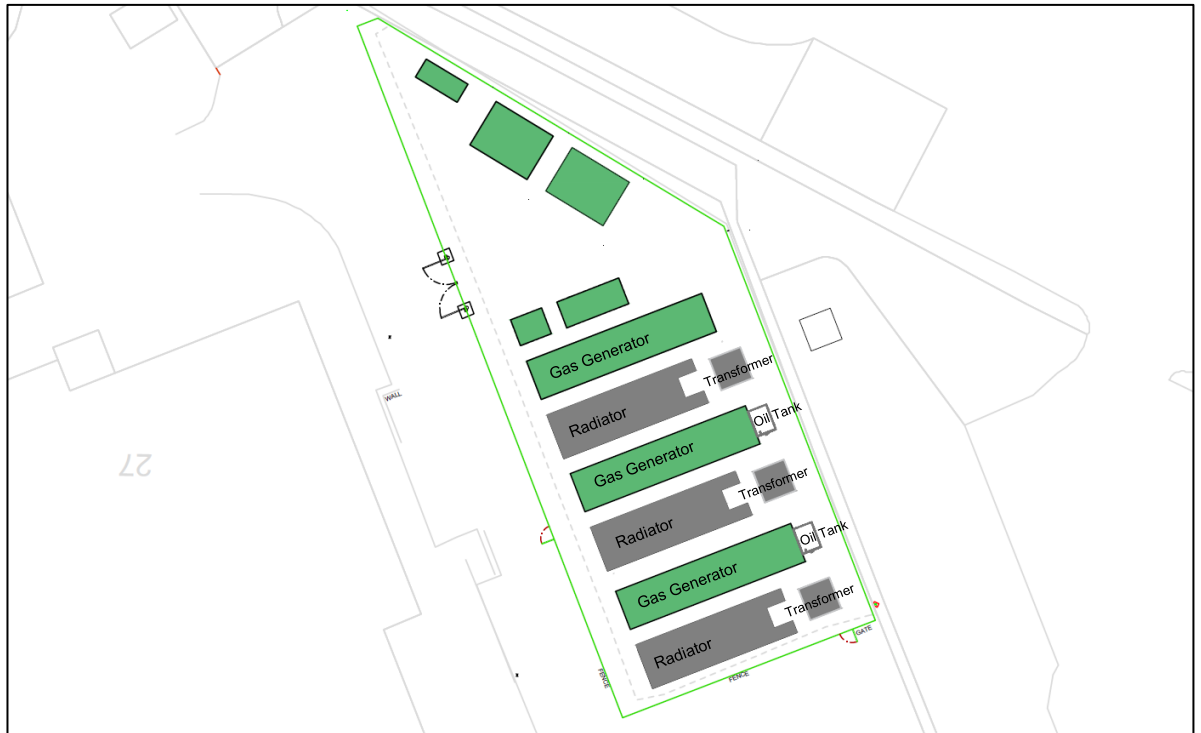 Gas Generator
Transformer
Radiator
WALL
Oil Tank
Gas Generator
27
Transformer
Radiator
Oil Tank
Gas Generator
Transformer
GATE
Radiator
FENCE
FENCE